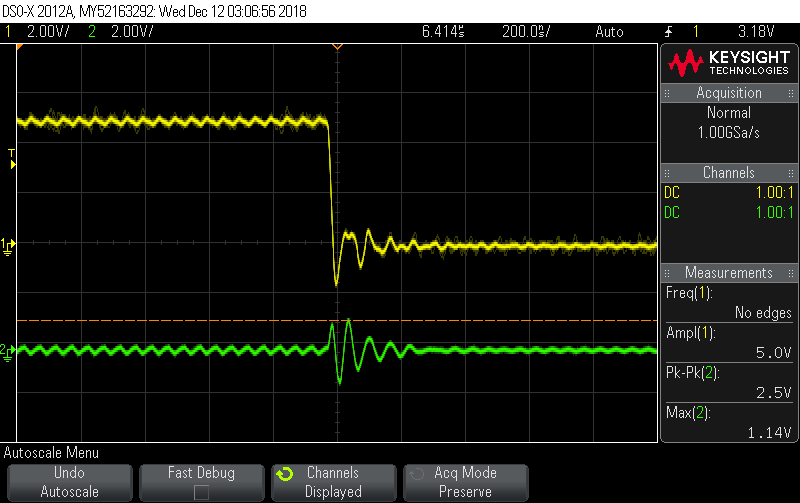 DSO-X 2012A, MY52163292: Wed Dec 12 03:06:56 2018
1 2.00V/ 2 2.00V/ 6.414µs 200.0s/ Auto 1 3.18V
KEYSIGHT
TECHNOLOGIES
Acquisition
Normal
1.00GSa/s
Channels
DC 1.00:1
DC 1.00:1
Measurements
Freq(1):
No edges
Ampl(1):
5.0V
Pk-Pk(2):
2.5V
Max(2):
1.14V
T
1
2
Autoscale Menu
Undo
Autoscale
Fast Debug
Channels
Displayed
Acq Mode
Preserve